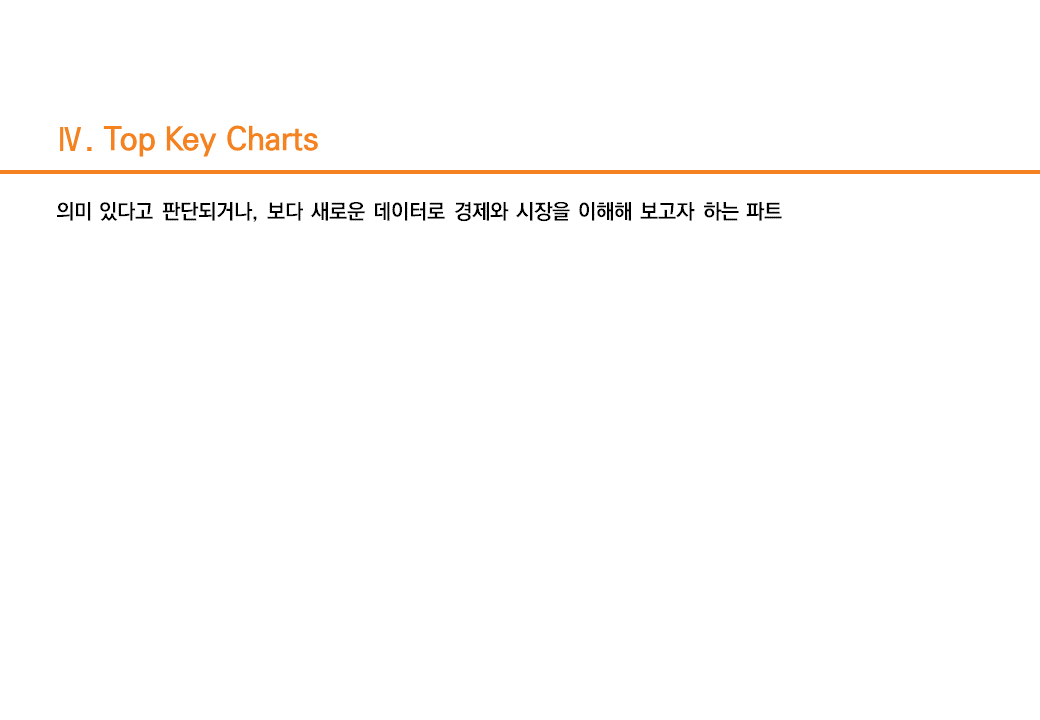 Ⅳ. Top Key Charts
의미 있다고 판단되거나, 보다 새로운 데이터로 경제와 시장을 이해해 보고자 하는 파트